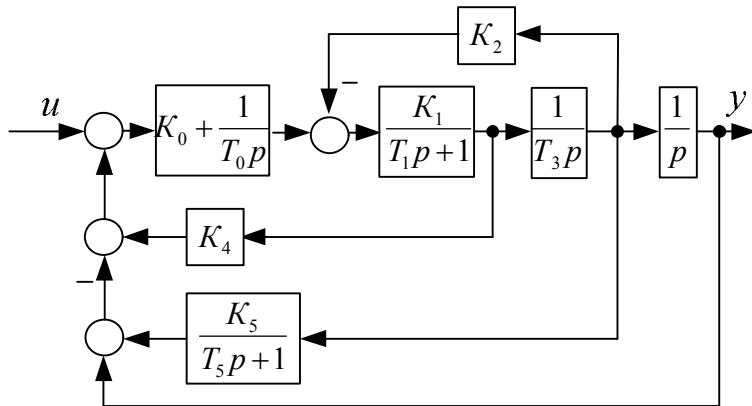 K₂
−
u
K₀ + 1/(T₀p)
K₁/(T₁p + 1)
1/(T₃p)
1/p
y
K₄
−
K₅/(T₅p + 1)